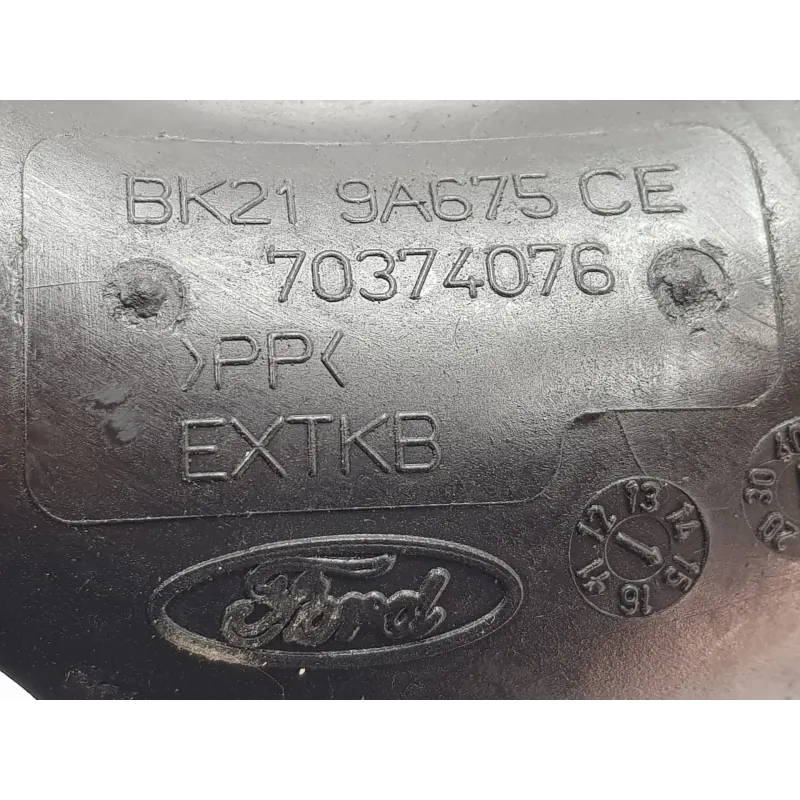 BK21 9A675 CE
70374076
>PP<
EXTKB
Ford
12 13 14 15 16
20 30 40